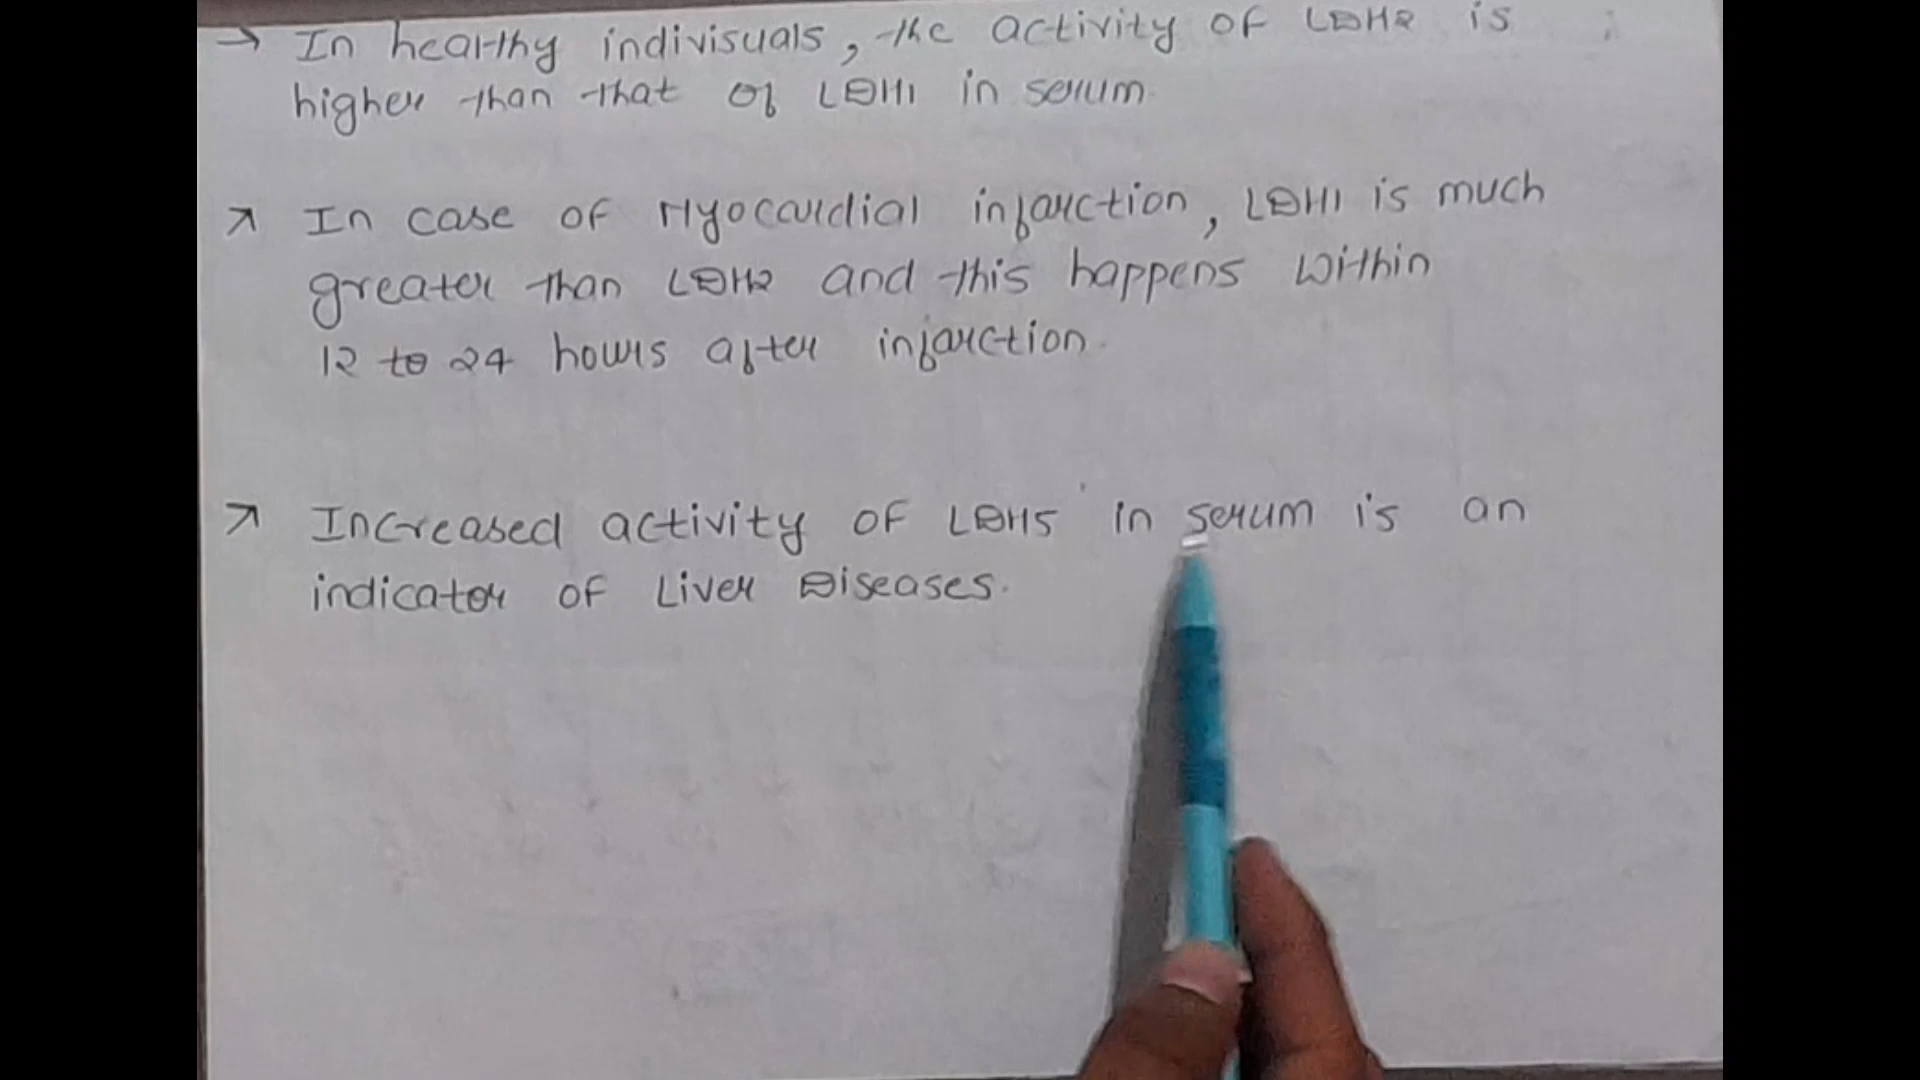 → In healthy indivisuals, the activity of LDH2 is
higher than that of LDH1 in serum.
→ In case of Myocardial infarction, LDH1 is much
greater than LDH2 and this happens within
12 to 24 hours after infarction.
→ Increased activity of LDH5 in serum is an
indicator of Liver Diseases.